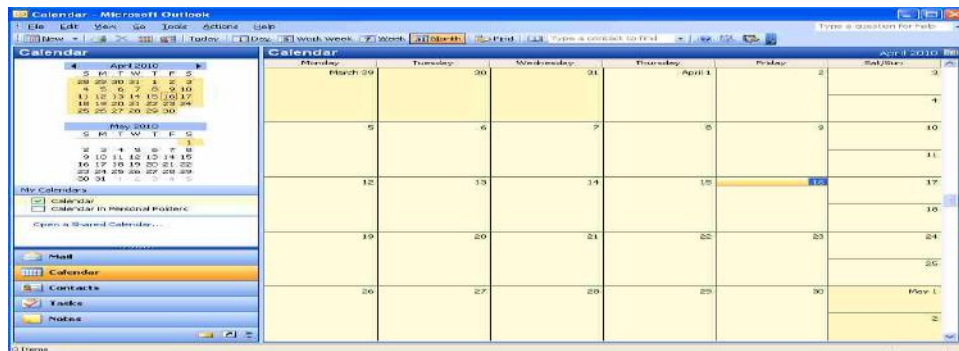 Calendar - Microsoft Outlook
File Edit View Go Tools Actions Help Type a question for help
New Today Day Work Week Week Month Find Type a contact to find
Calendar
April 2010
S M T W T F S
28 29 30 31 1 2 3
4 5 6 7 8 9 10
11 12 13 14 15 16 17
18 19 20 21 22 23 24
25 26 27 28 29 30
May 2010
S M T W T F S
1
2 3 4 5 6 7 8
9 10 11 12 13 14 15
16 17 18 19 20 21 22
23 24 25 26 27 28 29
30 31 1 2 3 4 5
My Calendars
Calendar
Calendar in Personal Folders
Open a Shared Calendar...
Mail
Calendar
Contacts
Tasks
Notes
0 Items
Calendar April 2010
Monday Tuesday Wednesday Thursday Friday Sat/Sun
March 29 30 31 April 1 2 3
4
5 6 7 8 9 10
11
12 13 14 15 16 17
18
19 20 21 22 23 24
25
26 27 28 29 30 May 1
2